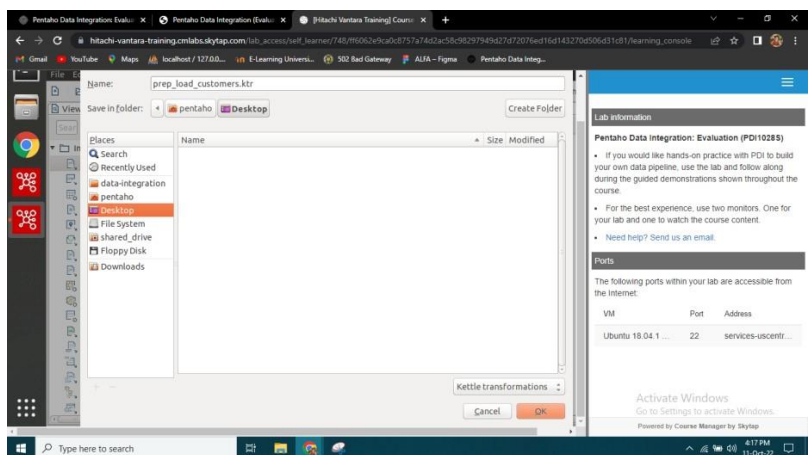 Pentaho Data Integration: Evalua
Pentaho Data Integration (Evalua
[Hitachi Vantara Training] Course
hitachi-vantara-training.cmlabs.skytap.com/lab_access/self_learner/748/
/learning_console
Gmail
YouTube
Maps
localhost / 127.0.0....
E-Learning Universi...
502 Bad Gateway
ALFA – Figma
Pentaho Data Integ...
File
View
Name:
prep_load_customers.ktr
Save in folder:
pentaho
Desktop
Create Folder
Places
Search
Recently Used
data-integration
pentaho
Desktop
File System
shared_drive
Floppy Disk
Downloads
Name
Size
Modified
Kettle transformations
Cancel
OK
Lab information
Pentaho Data Integration: Evaluation (PDI1028S)
• If you would like hands-on practice with PDI to build
your own data pipeline, use the lab and follow along
during the guided demonstrations shown throughout the
course.
• For the best experience, use two monitors. One for
your lab and one to watch the course content.
• Need help? Send us an email.
Ports
The following ports within your lab are accessible from
the Internet:
VM Port Address
Ubuntu 18.04.1 ... 22 services-uscentr...
Activate Windows
Go to Settings to activate Windows.
Powered by Course Manager by Skytap
Type here to search
4:17 PM
11-Oct-22